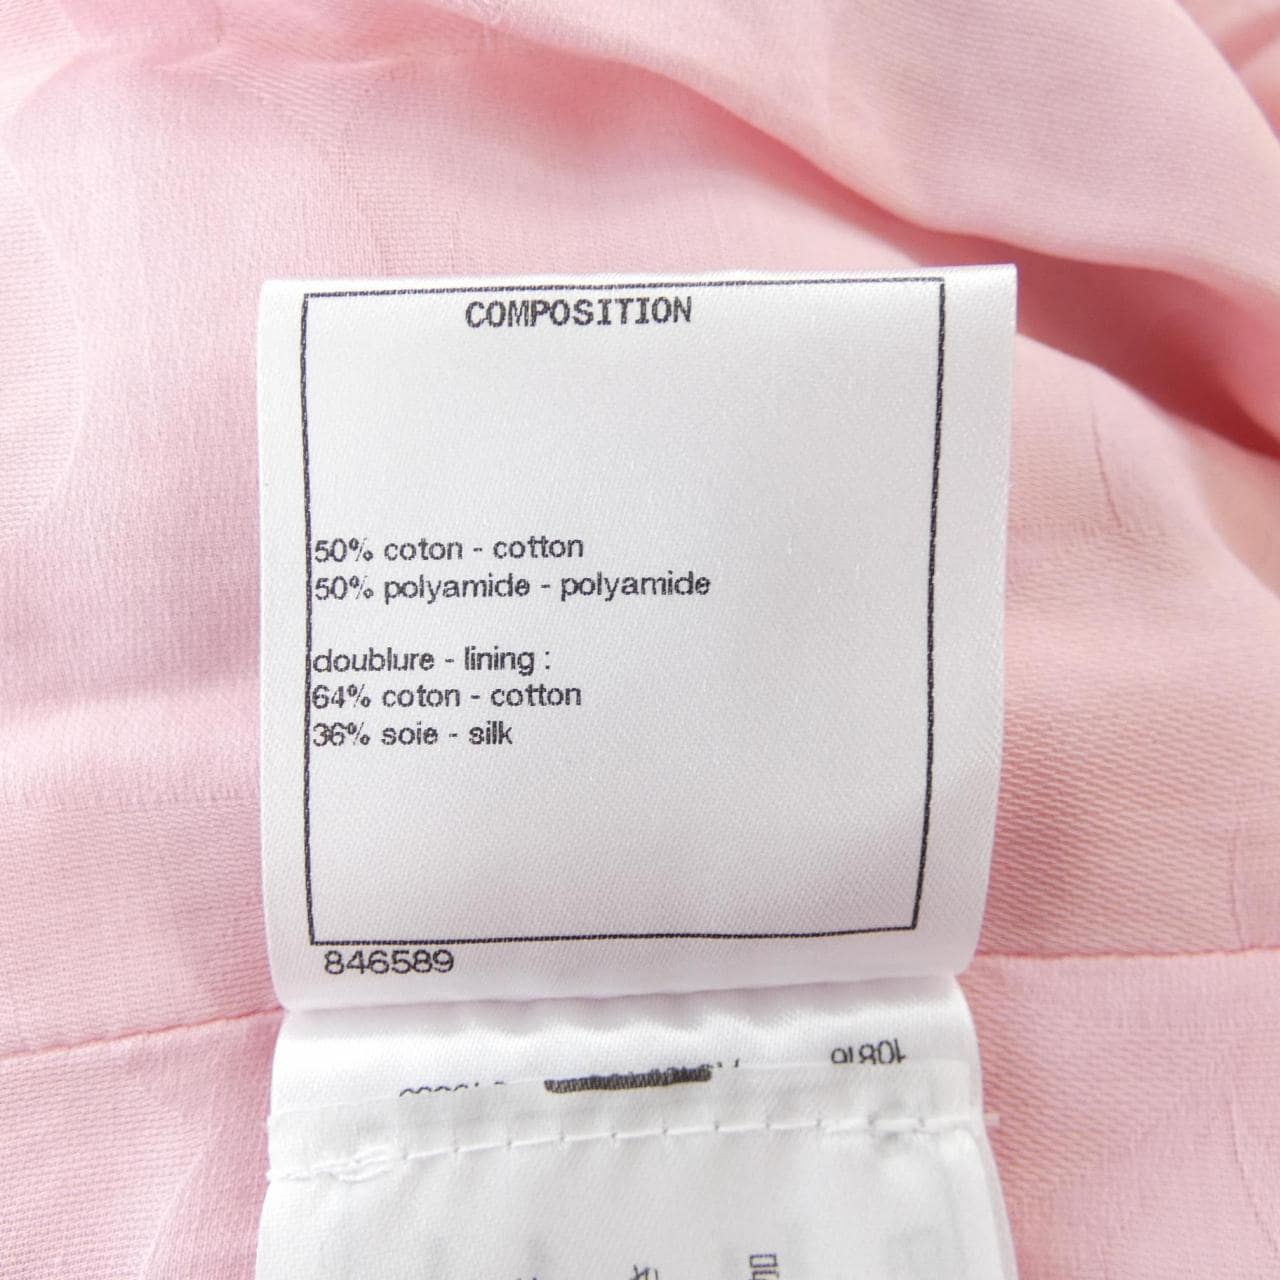 COMPOSITION
50% coton - cotton
50% polyamide - polyamide
doublure - lining :
64% coton - cotton
36% soie - silk
846589